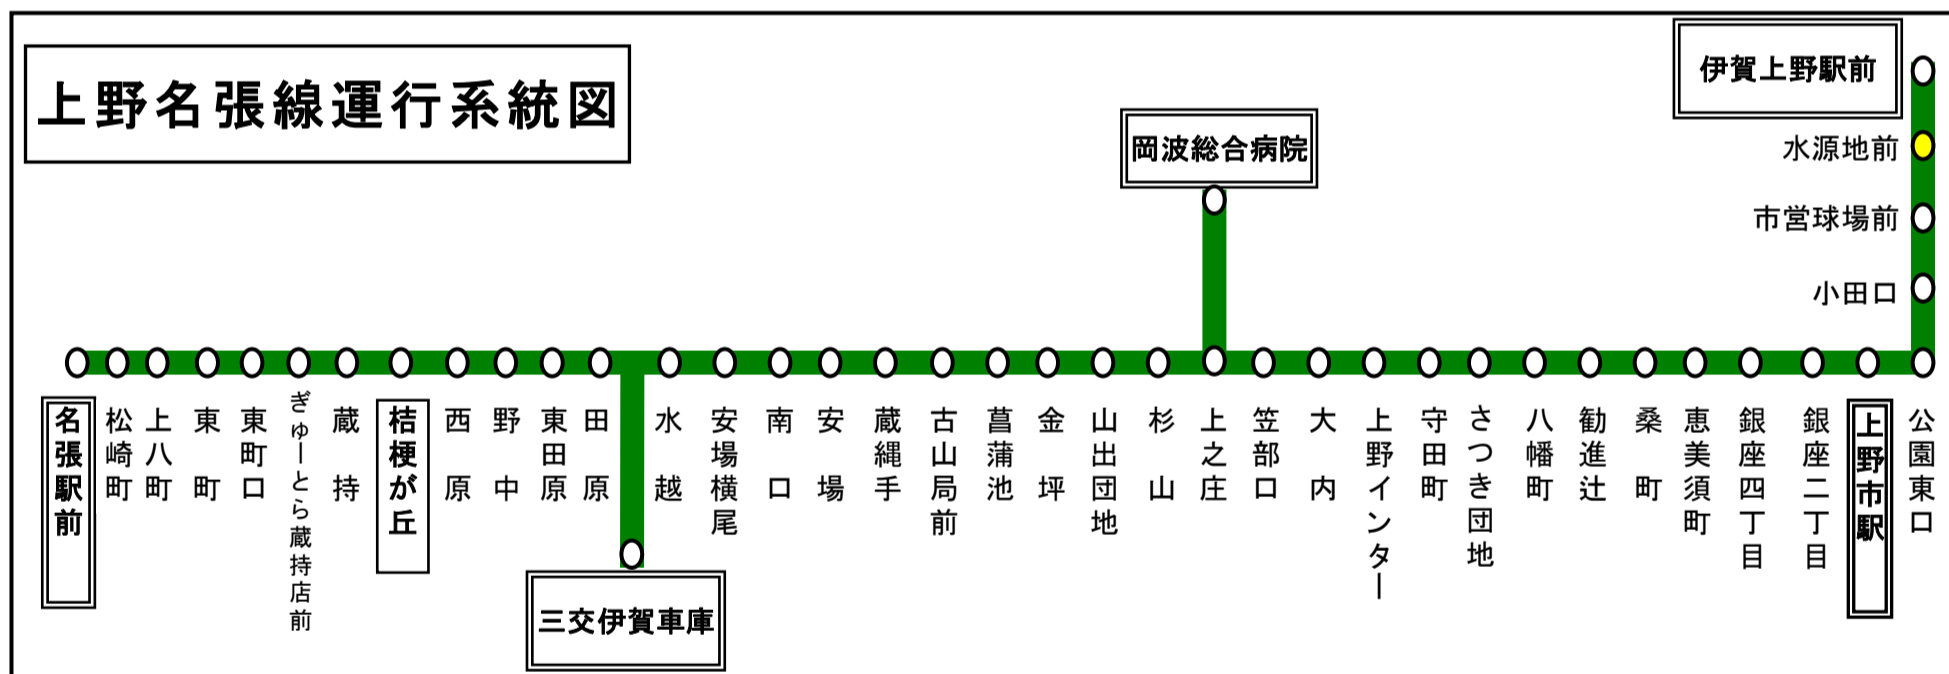 上野名張線運行系統図
伊賀上野駅前
水源地前
市営球場前
小田口
岡波総合病院
名張駅前
松崎町
上八町
東町
東町口
ぎゅーとら蔵持店前
蔵持
桔梗が丘
西原
野中
東田原
田原
三交伊賀車庫
水越
安場横尾
南口
安場
蔵縄手
古山局前
菖蒲池
金坪
山出団地
杉山
上之庄
笠部口
大内
上野インター
守田町
さつき団地
八幡町
勧進辻
桑町
恵美須町
銀座四丁目
銀座二丁目
上野市駅
公園東口